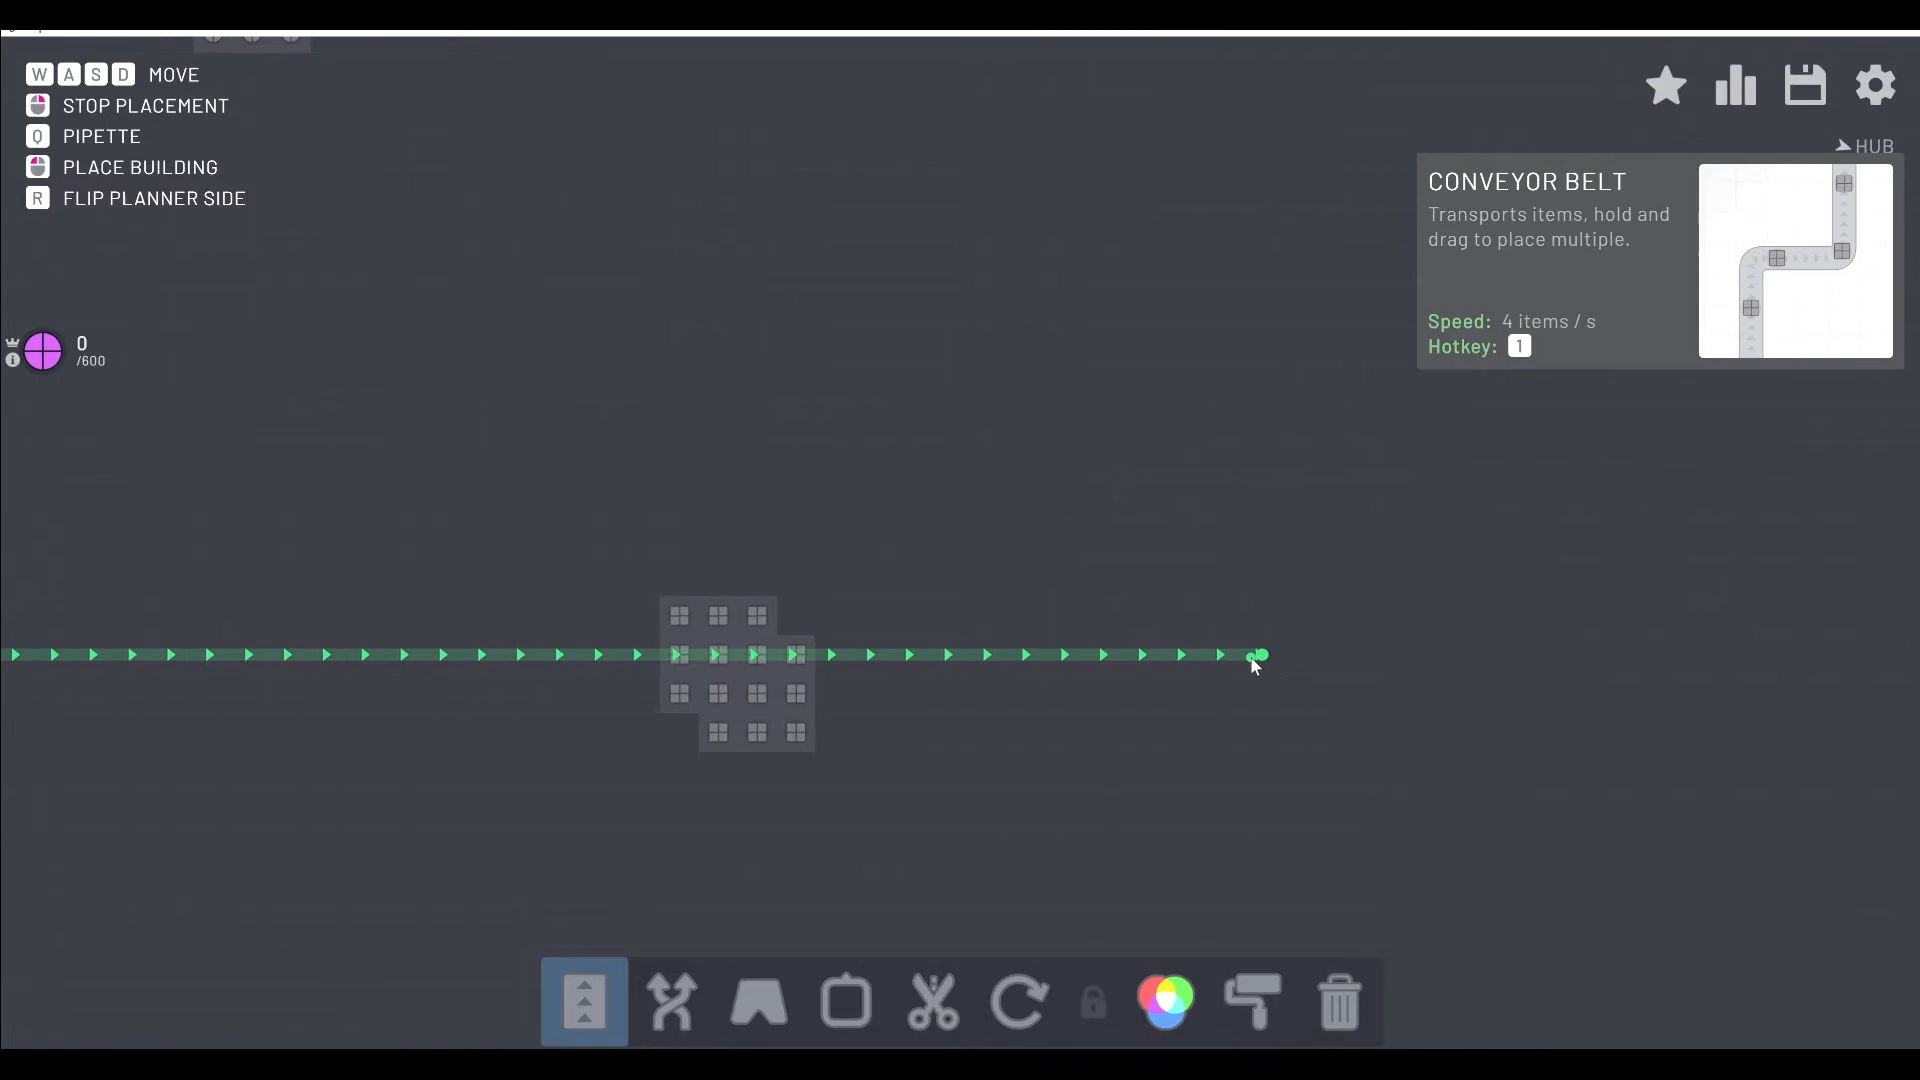 W A S D MOVE
STOP PLACEMENT
Q PIPETTE
PLACE BUILDING
R FLIP PLANNER SIDE
HUB
CONVEYOR BELT
Transports items, hold and
drag to place multiple.
Speed: 4 items / s
Hotkey: 1
0
/600